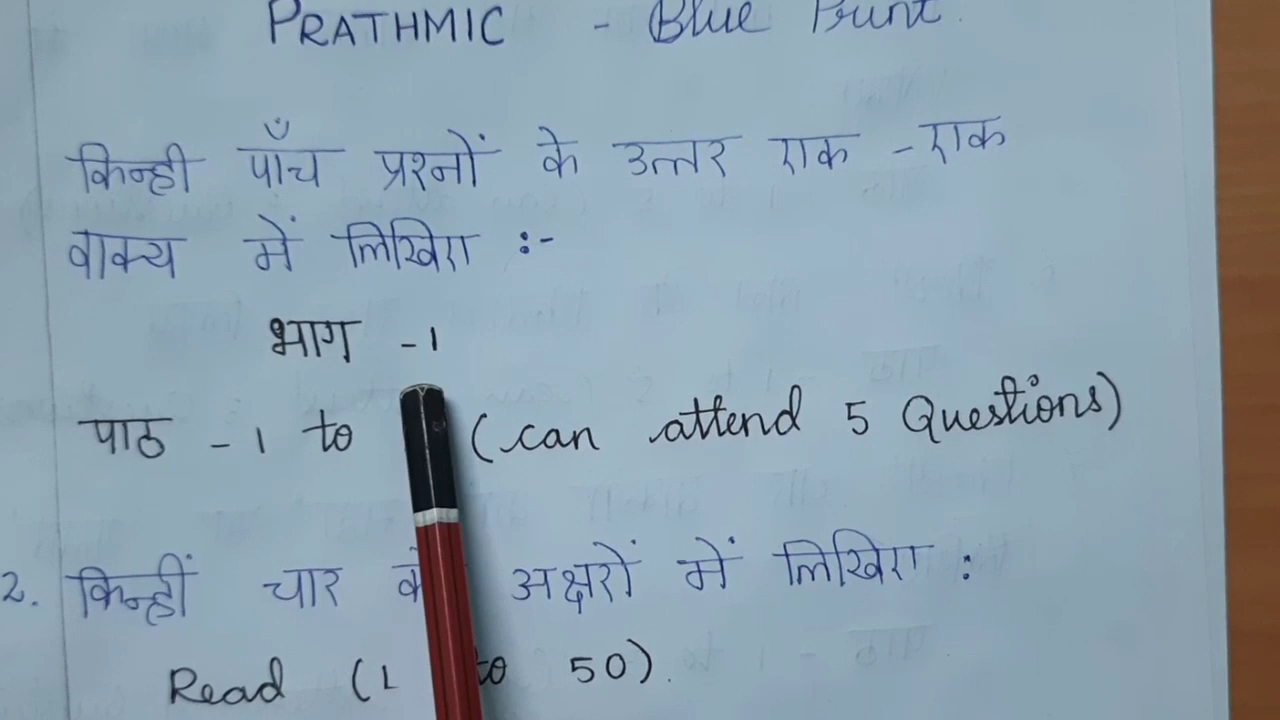 PRATHMIC - Blue Print
किन्ही पाँच प्रश्नों के उत्तर एक - एक
वाक्य में लिखिए :-
भाग - 1
पाठ - 1 to (can attend 5 Questions)
2. किन्हीं चार अक्षरों में लिखिए :
Read (1 to 50).